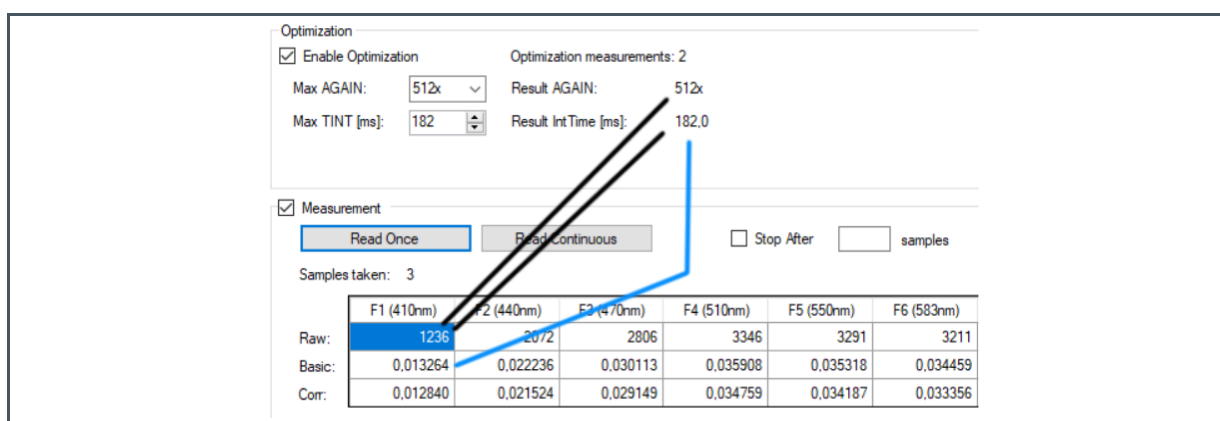 Optimization
Enable Optimization Optimization measurements: 2
Max AGAIN: 512x Result AGAIN: 512x
Max TINT [ms]: 182 Result IntTime [ms]: 182,0
Measurement
Read Once Read Continuous Stop After samples
Samples taken: 3
F1 (410nm) F2 (440nm) F3 (470nm) F4 (510nm) F5 (550nm) F6 (583nm)
Raw: 1236 2072 2806 3346 3291 3211
Basic: 0,013264 0,022236 0,030113 0,035908 0,035318 0,034459
Corr: 0,012840 0,021524 0,029149 0,034759 0,034187 0,033356